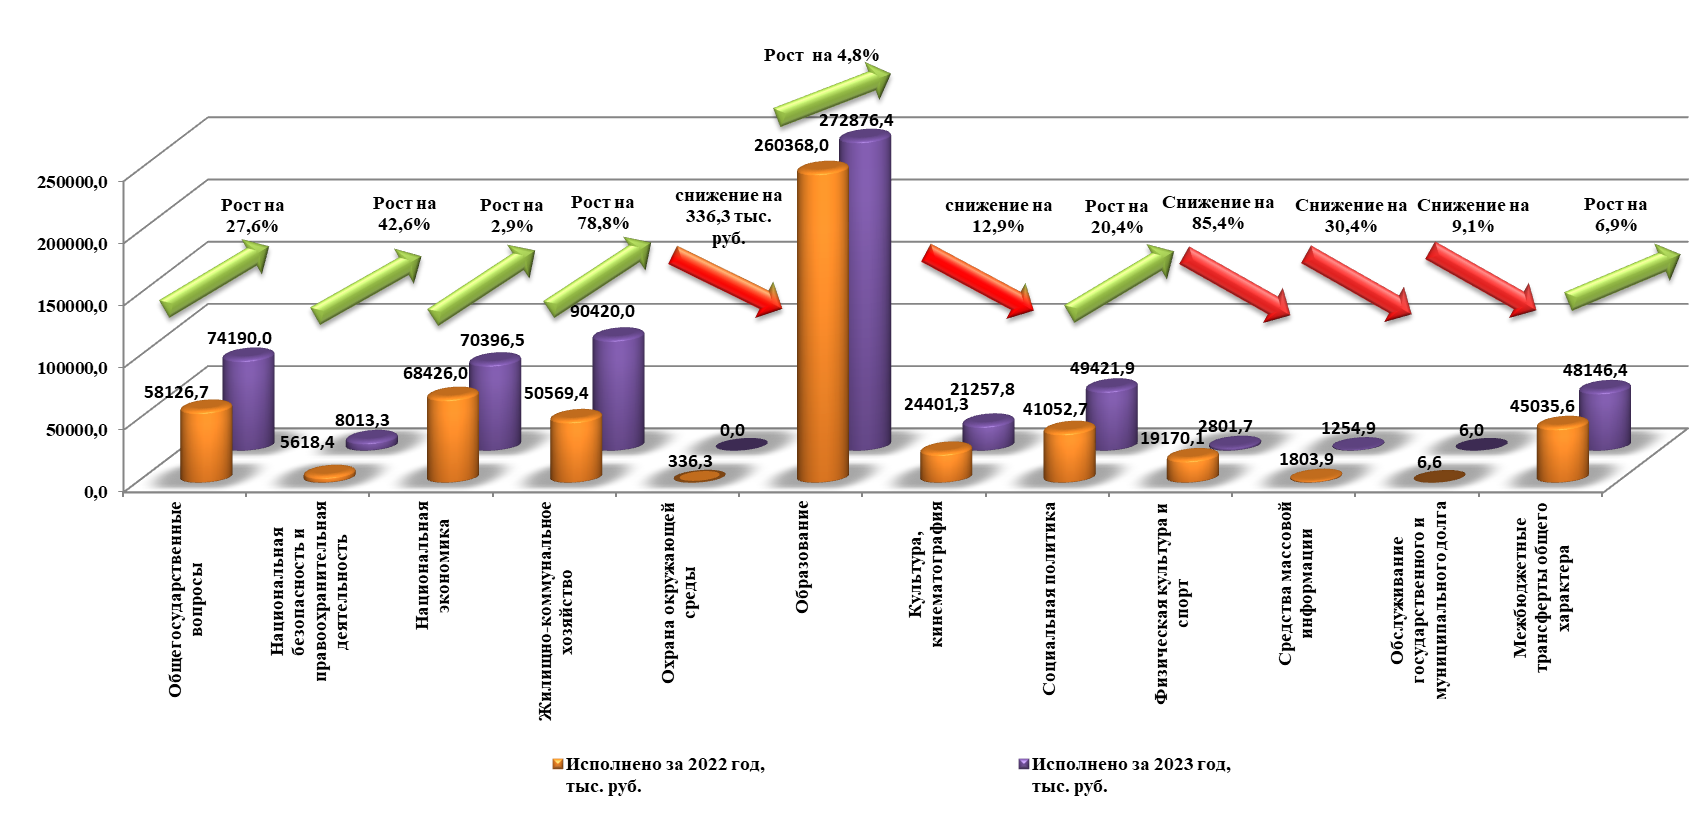 Рост  на 4,8%
Рост на
27,6%
Рост на
42,6%
Рост на
2,9%
Рост на
78,8%
снижение на
336,3 тыс.
руб.
снижение на
12,9%
Рост на
20,4%
Снижение на
85,4%
Снижение на
30,4%
Снижение на
9,1%
Рост на
6,9%
250000,0
200000,0
150000,0
100000,0
50000,0
0,0
58126,7
74190,0
5618,4
8013,3
68426,0
70396,5
50569,4
90420,0
336,3
0,0
260368,0
272876,4
24401,3
21257,8
41052,7
49421,9
19170,1
2801,7
1803,9
1254,9
6,6
6,0
45035,6
48146,4
Общегосударственные
вопросы
Национальная
безопасность и
правоохранительная
деятельность
Национальная
экономика
Жилищно-коммунальное
хозяйство
Охрана окружающей
среды
Образование
Культура,
кинематография
Социальная политика
Физическая культура и
спорт
Средства массовой
информации
Обслуживание
государственного и
муниципального долга
Межбюджетные
трансферты общего
характера
Исполнено за 2022 год,
тыс. руб.
Исполнено за 2023 год,
тыс. руб.